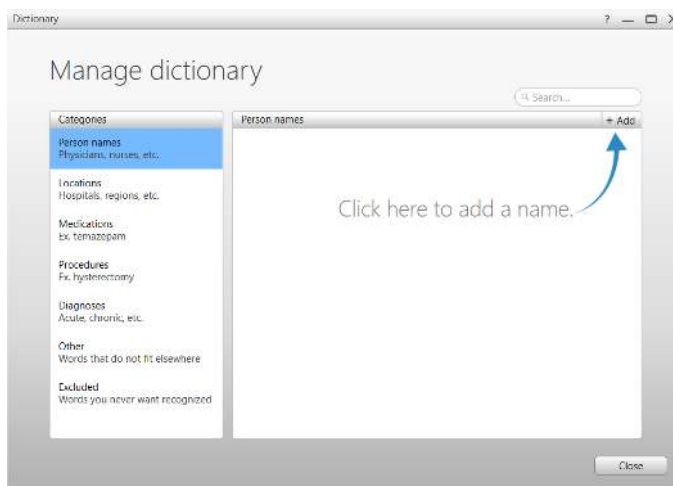 Dictionary
?
Manage dictionary
Search...
Categories
Person names
+ Add
Person names
Physicians, nurses, etc.
Locations
Hospitals, regions, etc.
Medications
Ex. temazepam
Procedures
Ex. hysterectomy
Diagnoses
Acute, chronic, etc.
Other
Words that do not fit elsewhere
Excluded
Words you never want recognized
Click here to add a name.
Close